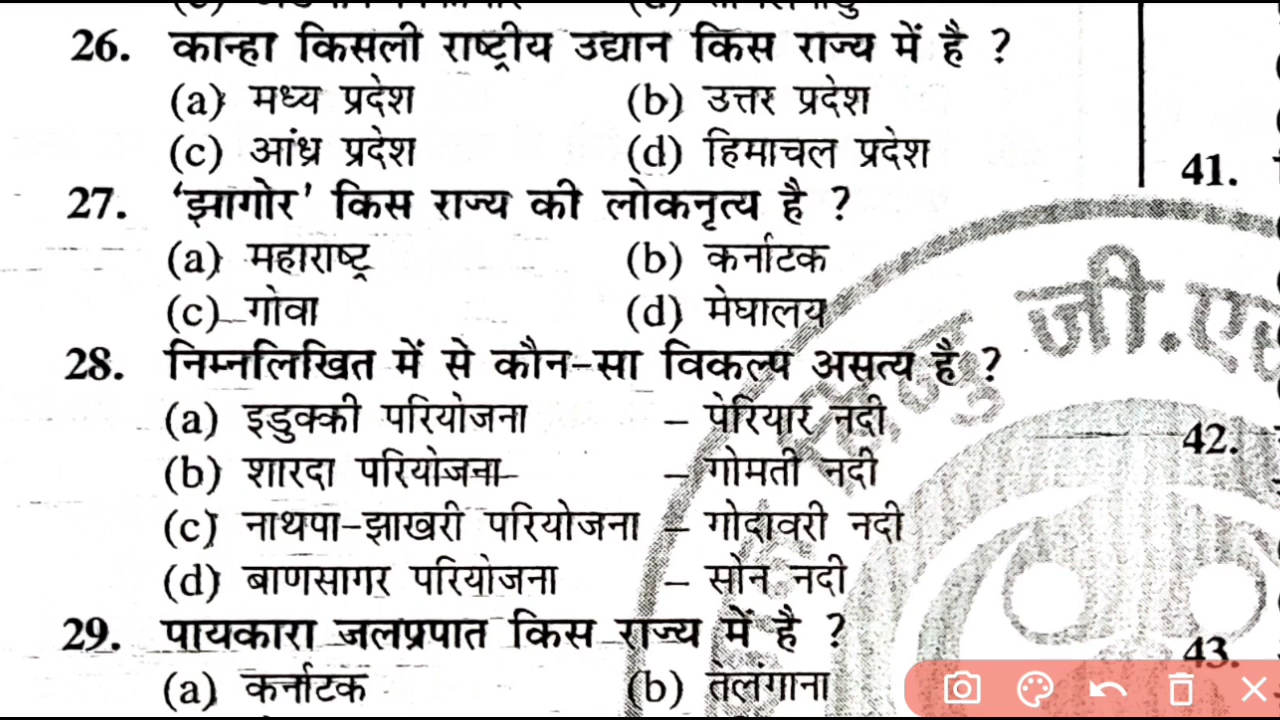 26. कान्हा किसली राष्ट्रीय उद्यान किस राज्य में है ?
(a) मध्य प्रदेश (b) उत्तर प्रदेश
(c) आंध्र प्रदेश (d) हिमाचल प्रदेश
41.
27. 'झागोर' किस राज्य की लोकनृत्य है ?
(a) महाराष्ट्र (b) कर्नाटक
(c) गोवा (d) मेघालय
जी.एस
28. निम्नलिखित में से कौन-सा विकल्प असत्य है ?
(a) इडुक्की परियोजना – पेरियार नदी
42.
(b) शारदा परियोजना – गोमती नदी
(c) नाथपा-झाखरी परियोजना – गोदावरी नदी
(d) बाणसागर परियोजना – सोन नदी
29. पायकारा जलप्रपात किस राज्य में है ?
43.
(a) कर्नाटक (b) तेलंगाना